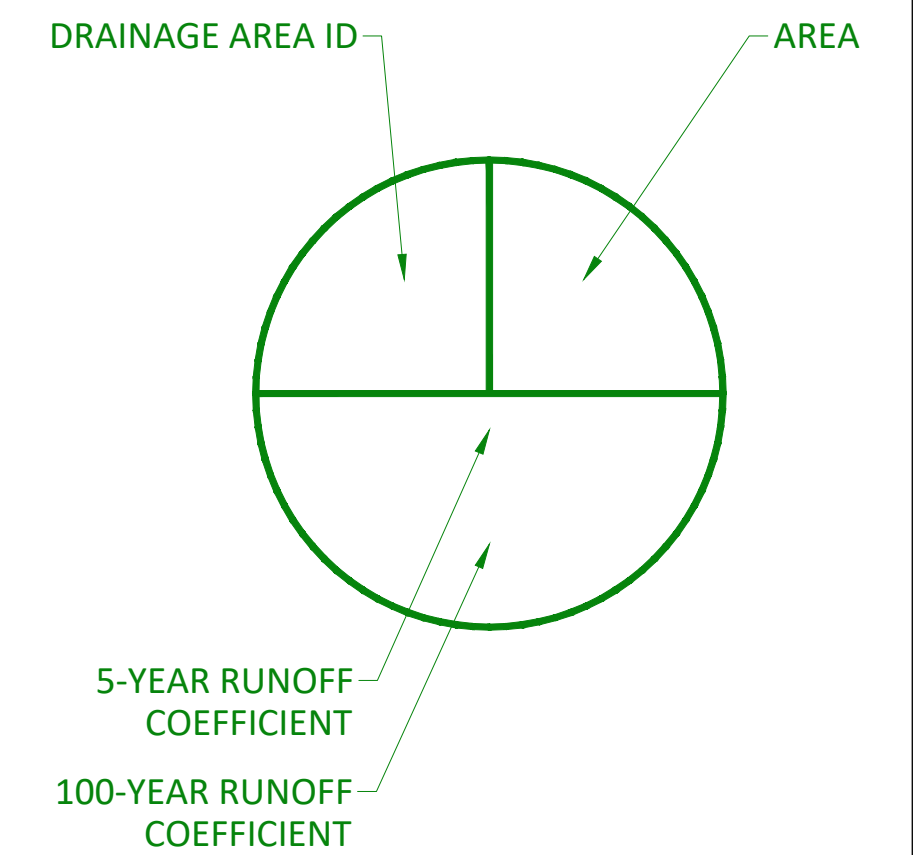 DRAINAGE AREA ID
AREA
5-YEAR RUNOFF
COEFFICIENT
100-YEAR RUNOFF
COEFFICIENT